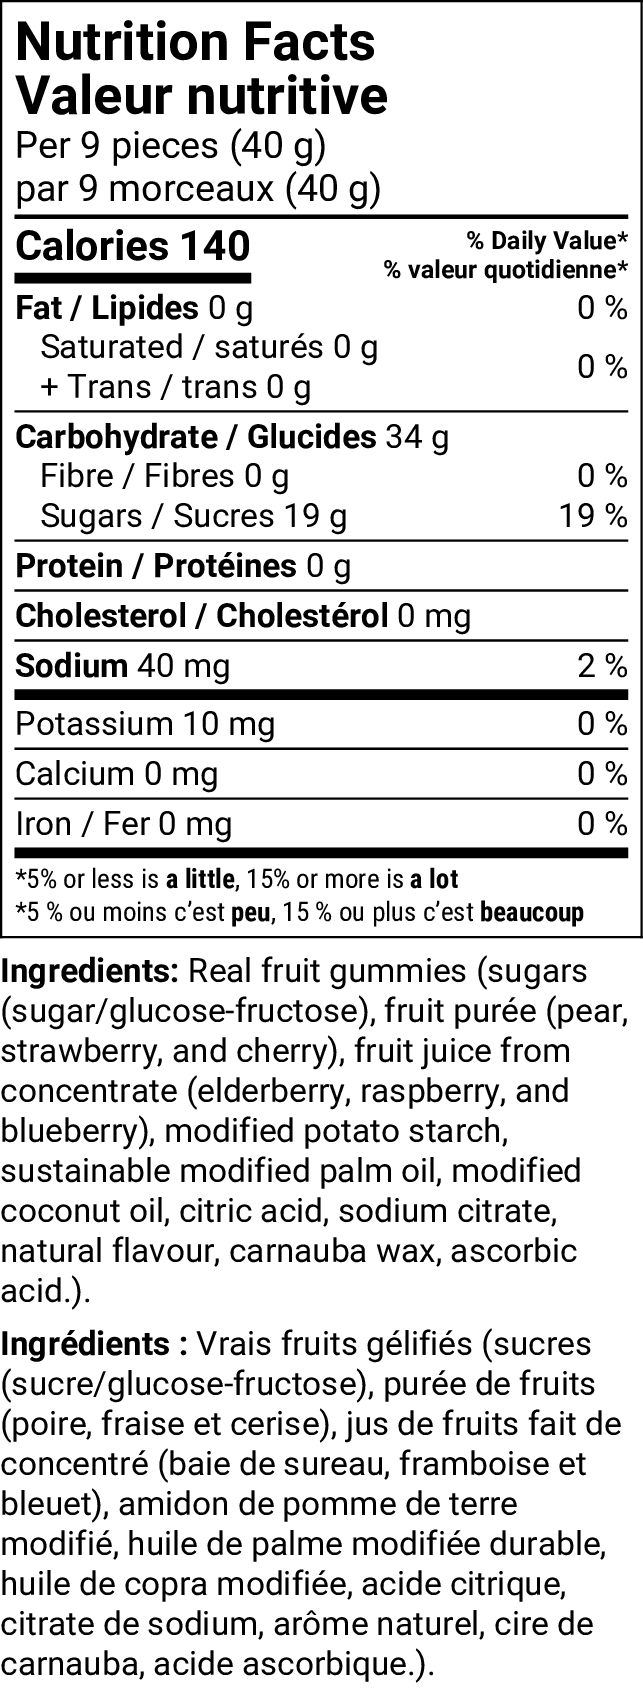 Nutrition Facts
Valeur nutritive
Per 9 pieces (40 g)
par 9 morceaux (40 g)
Calories 140
% Daily Value*
% valeur quotidienne*
Fat / Lipides 0 g 0 %
Saturated / saturés 0 g
+ Trans / trans 0 g
0 %
Carbohydrate / Glucides 34 g
Fibre / Fibres 0 g 0 %
Sugars / Sucres 19 g 19 %
Protein / Protéines 0 g
Cholesterol / Cholestérol 0 mg
Sodium 40 mg 2 %
Potassium 10 mg 0 %
Calcium 0 mg 0 %
Iron / Fer 0 mg 0 %
*5% or less is a little, 15% or more is a lot
*5 % ou moins c’est peu, 15 % ou plus c’est beaucoup
Ingredients: Real fruit gummies (sugars
(sugar/glucose-fructose), fruit purée (pear,
strawberry, and cherry), fruit juice from
concentrate (elderberry, raspberry, and
blueberry), modified potato starch,
sustainable modified palm oil, modified
coconut oil, citric acid, sodium citrate,
natural flavour, carnauba wax, ascorbic
acid.).
Ingrédients : Vrais fruits gélifiés (sucres
(sucre/glucose-fructose), purée de fruits
(poire, fraise et cerise), jus de fruits fait de
concentré (baie de sureau, framboise et
bleuet), amidon de pomme de terre
modifié, huile de palme modifiée durable,
huile de copra modifiée, acide citrique,
citrate de sodium, arôme naturel, cire de
carnauba, acide ascorbique.).